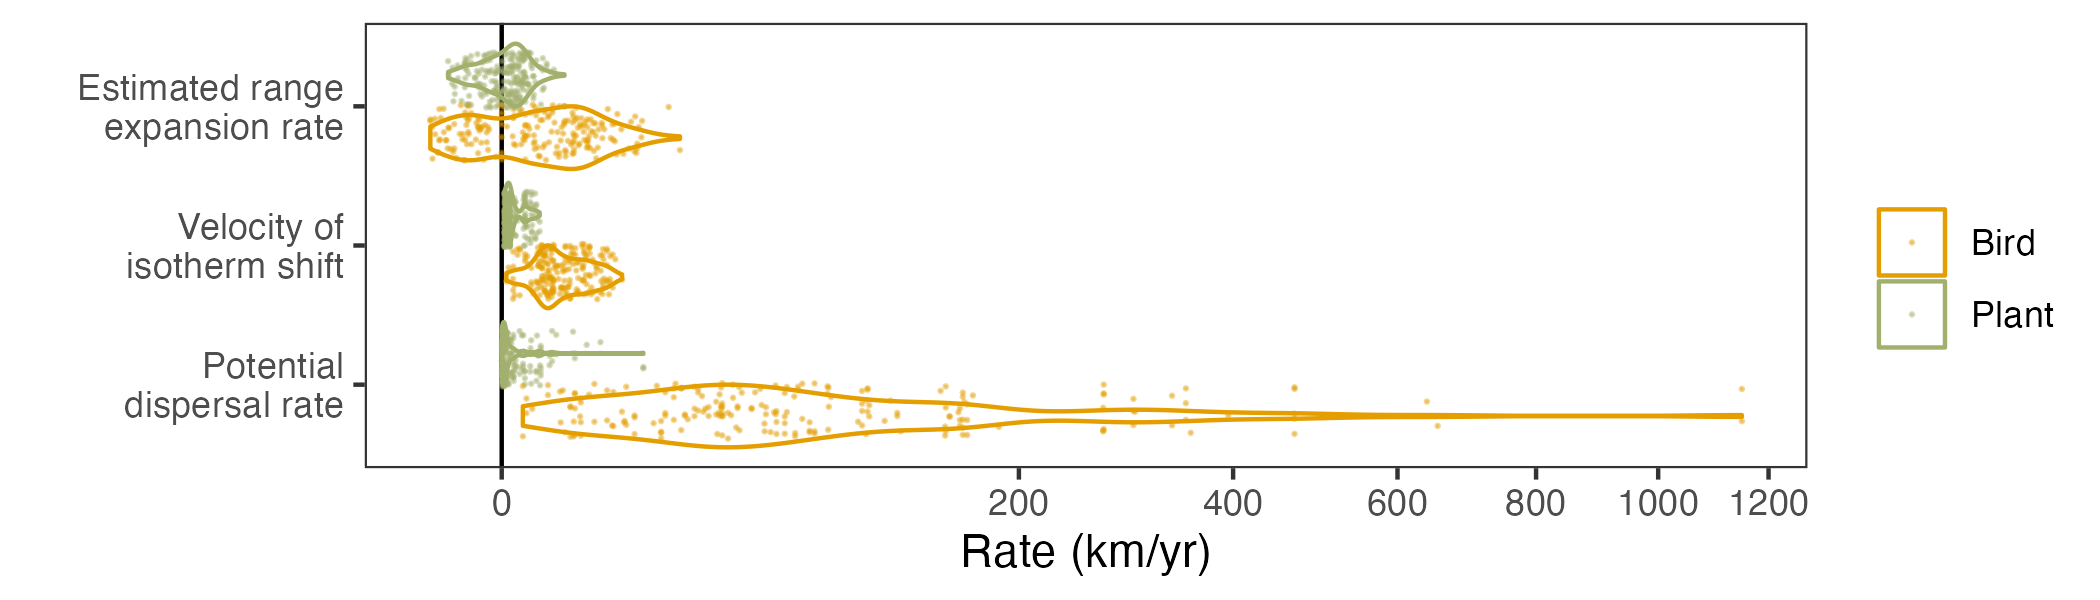 Estimated range
expansion rate
Velocity of
isotherm shift
Potential
dispersal rate
0 200 400 600 800 1000 1200
Rate (km/yr)
Bird
Plant